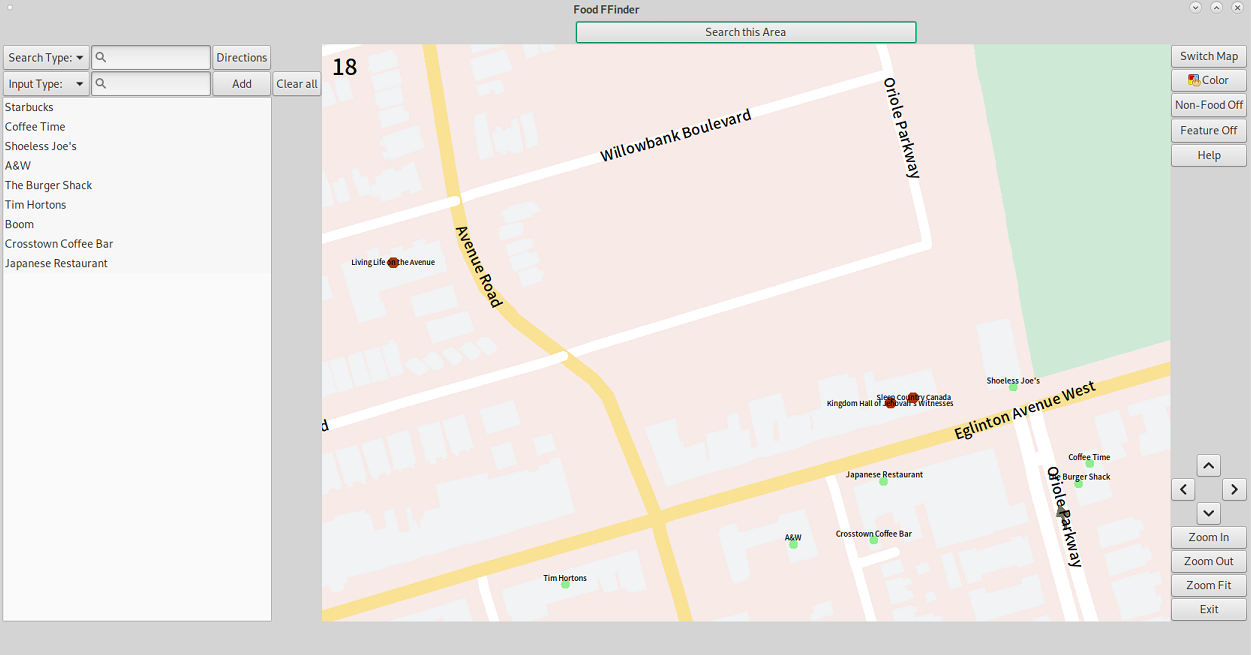 Food FFinder
Search this Area
Search Type:
Directions
Input Type:
Add
Clear all
Starbucks
Coffee Time
Shoeless Joe's
A&W
The Burger Shack
Tim Hortons
Boom
Crosstown Coffee Bar
Japanese Restaurant
18
Willowbank Boulevard
Oriole Parkway
Avenue Road
Living Life on the Avenue
Shoeless Joe's
Sleep Country Canada
Kingdom Hall of Jehovah's Witnesses
Eglinton Avenue West
d
Coffee Time
Japanese Restaurant
The Burger Shack
Oriole Parkway
Crosstown Coffee Bar
A&W
Tim Hortons
Switch Map
Color
Non-Food Off
Feature Off
Help
Zoom In
Zoom Out
Zoom Fit
Exit